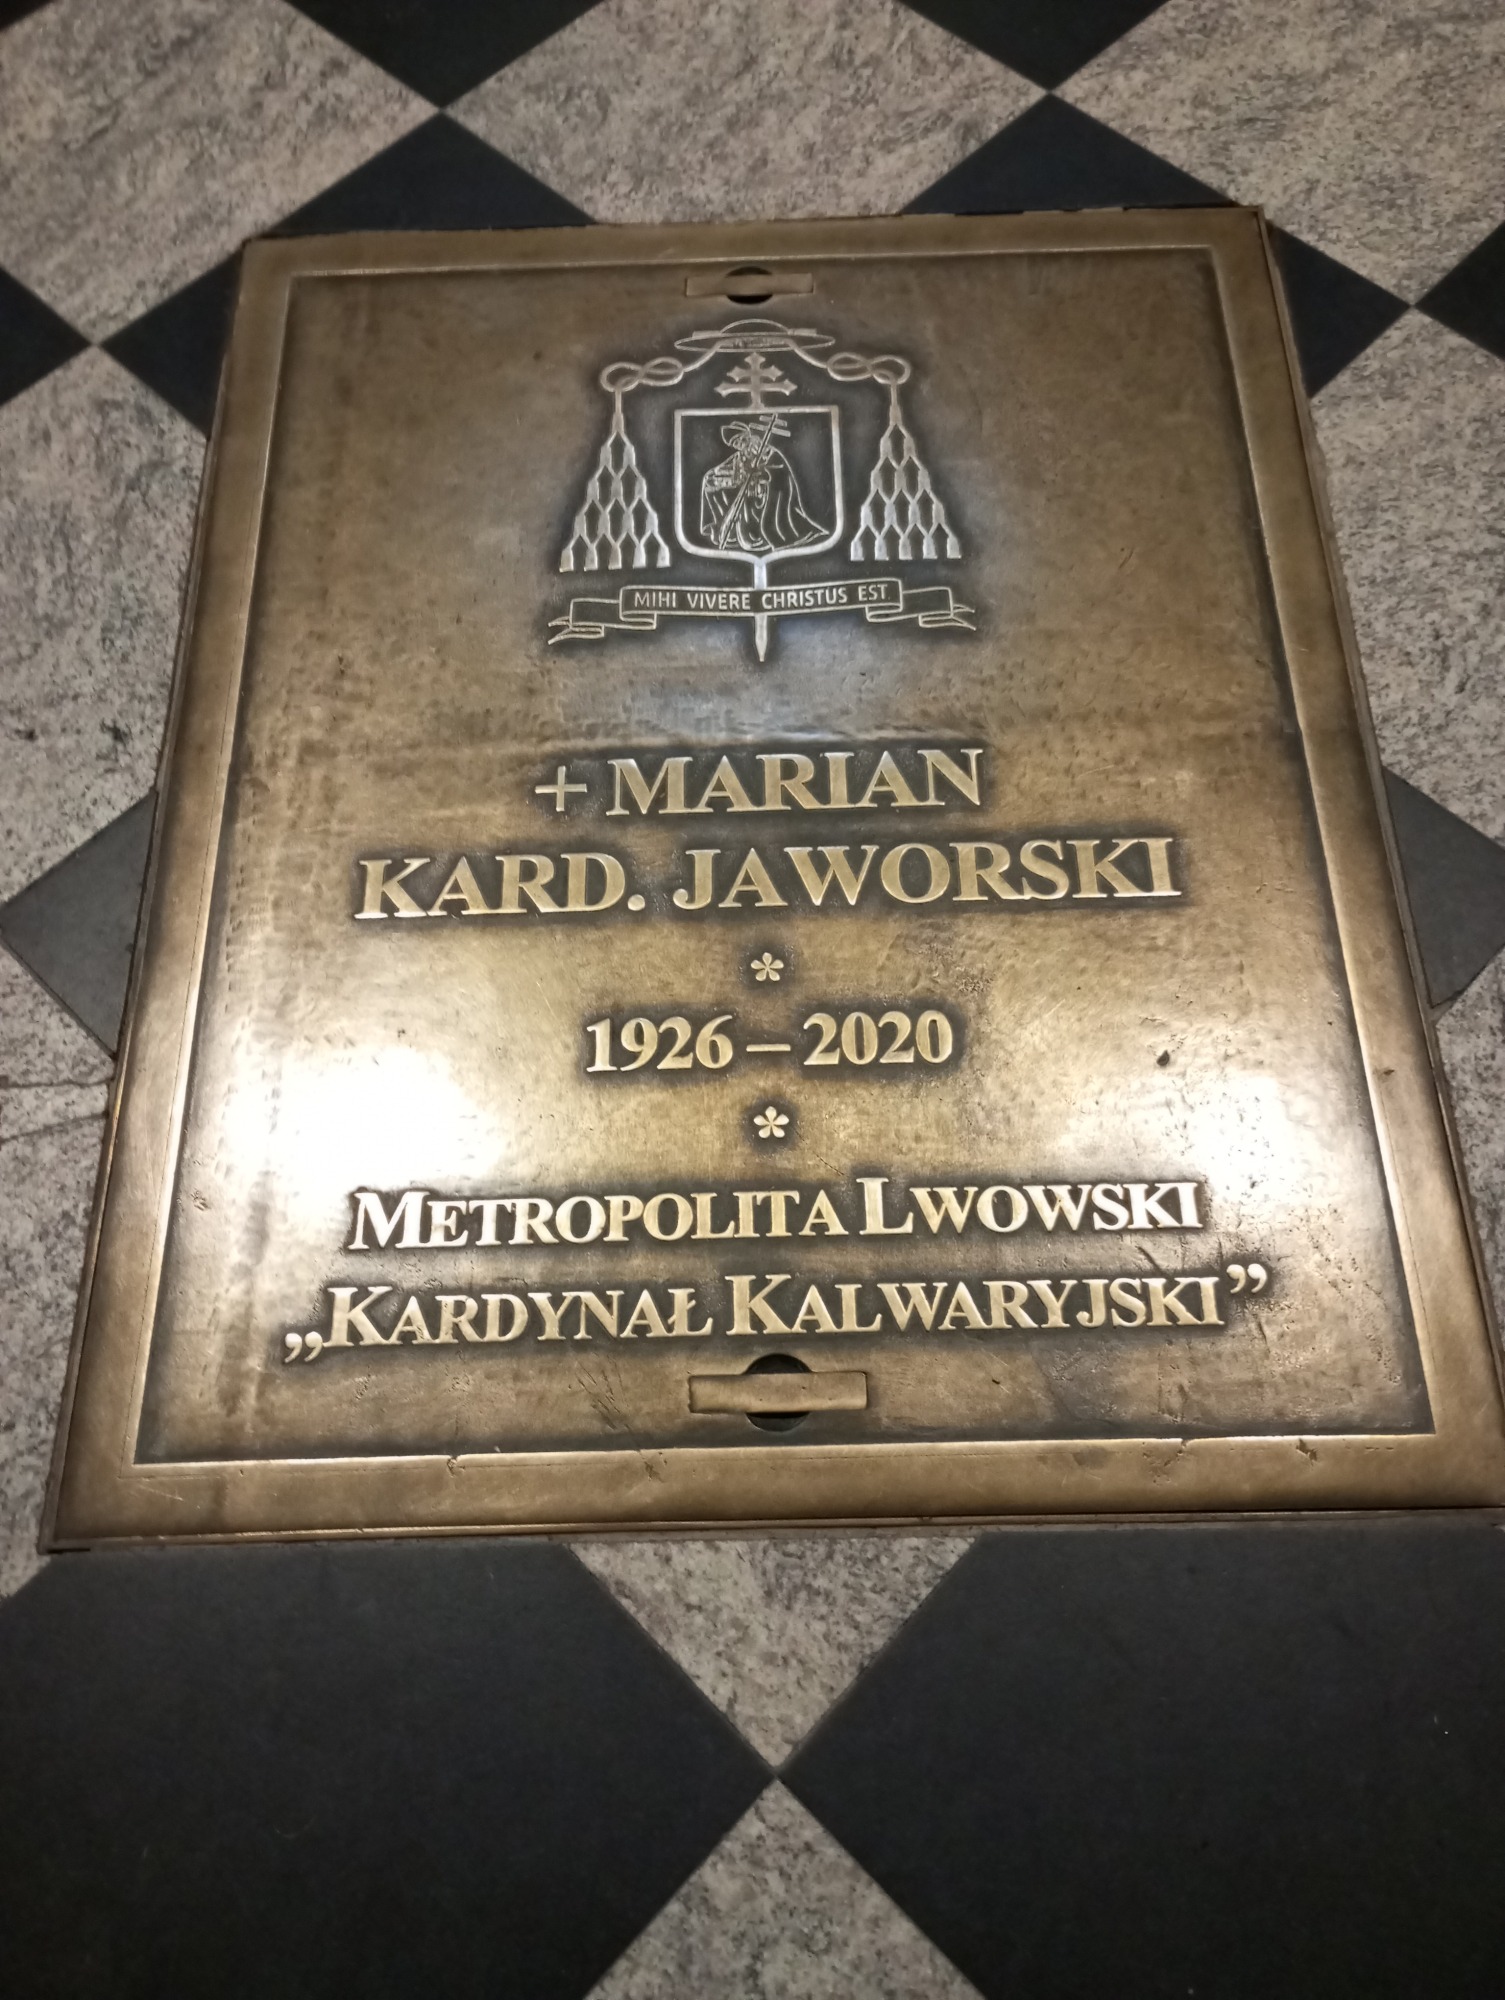 MIHI VIVERE CHRISTUS EST
+ MARIAN
KARD. JAWORSKI
*
1926 – 2020
*
METROPOLITA LWOWSKI
„KARDYNAŁ KALWARYJSKI”